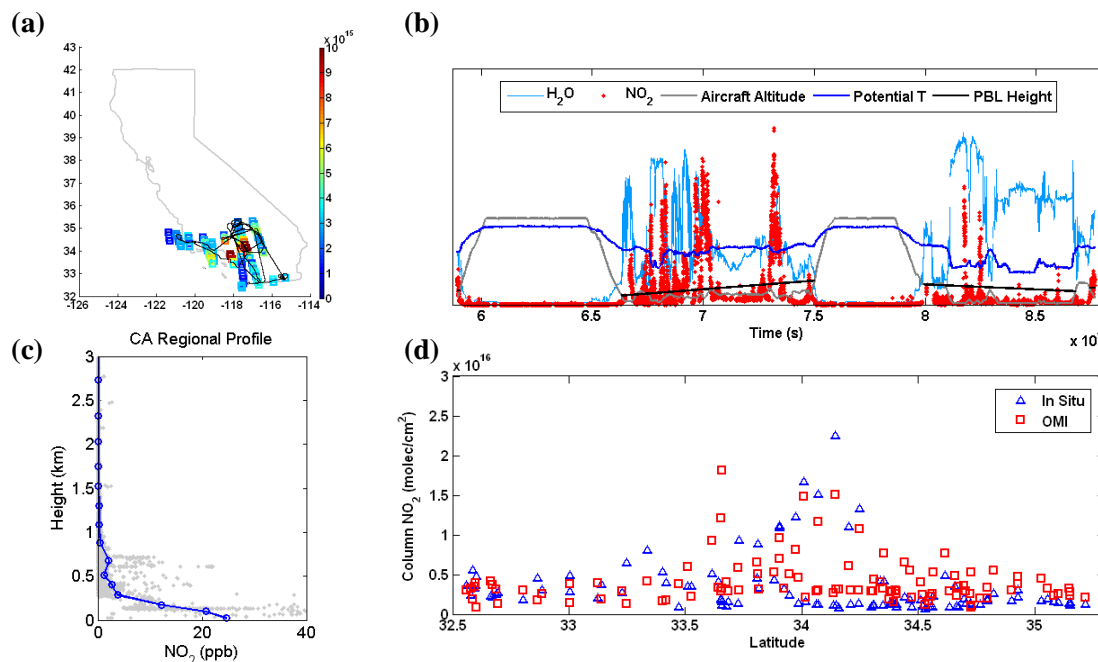 (a)
x 10^15
43
42
41
40
39
38
37
36
35
34
33
32
-126 -124 -122 -120 -118 -116 -114
10
9
8
7
6
5
4
3
2
1
0
(b)
H₂O NO₂ Aircraft Altitude Potential T PBL Height
6 6.5 7 7.5 8 8.5
Time (s)
(c)
CA Regional Profile
3
2.5
2
1.5
1
0.5
0
Height (km)
0 20 40
NO₂ (ppb)
(d)
x 10^16
3
2.5
2
1.5
1
0.5
0
Column NO₂ (molec/cm²)
In Situ
OMI
32.5 33 33.5 34 34.5 35
Latitude